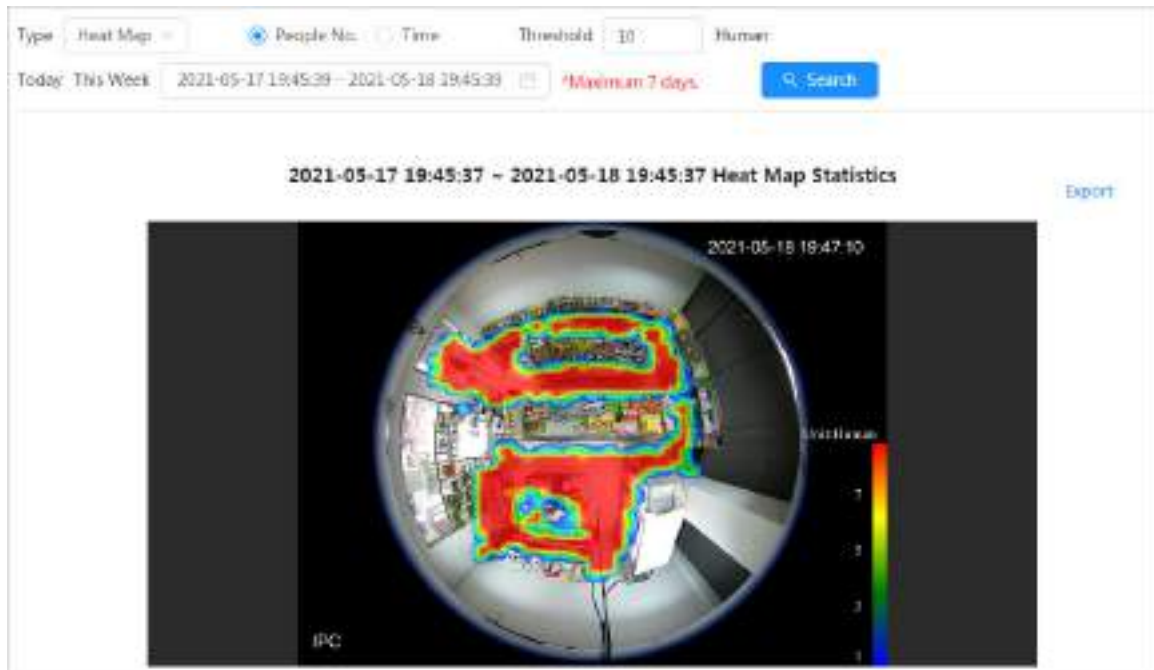 Type Heat Map People No. Time Threshold 10 Human
Today This Week 2021-05-17 19:45:39 ~ 2021-05-18 19:45:39 *Maximum 7 days. Search
2021-05-17 19:45:37 ~ 2021-05-18 19:45:37 Heat Map Statistics
Export
2021-05-18 19:47:10
Unit:Human
7
5
1
IPC